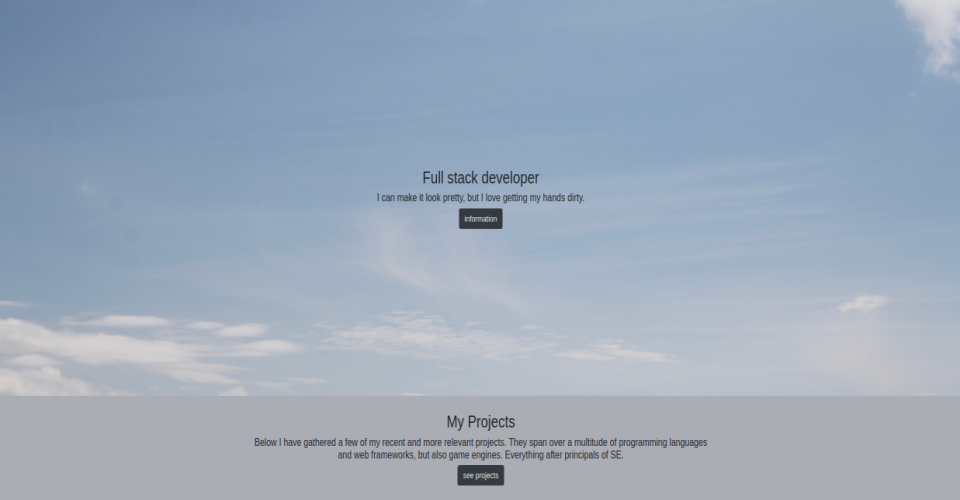 Full stack developer
I can make it look pretty, but I love getting my hands dirty.
information
My Projects
Below I have gathered a few of my recent and more relevant projects. They span over a multitude of programming languages
and web frameworks, but also game engines. Everything after principals of SE.
see projects